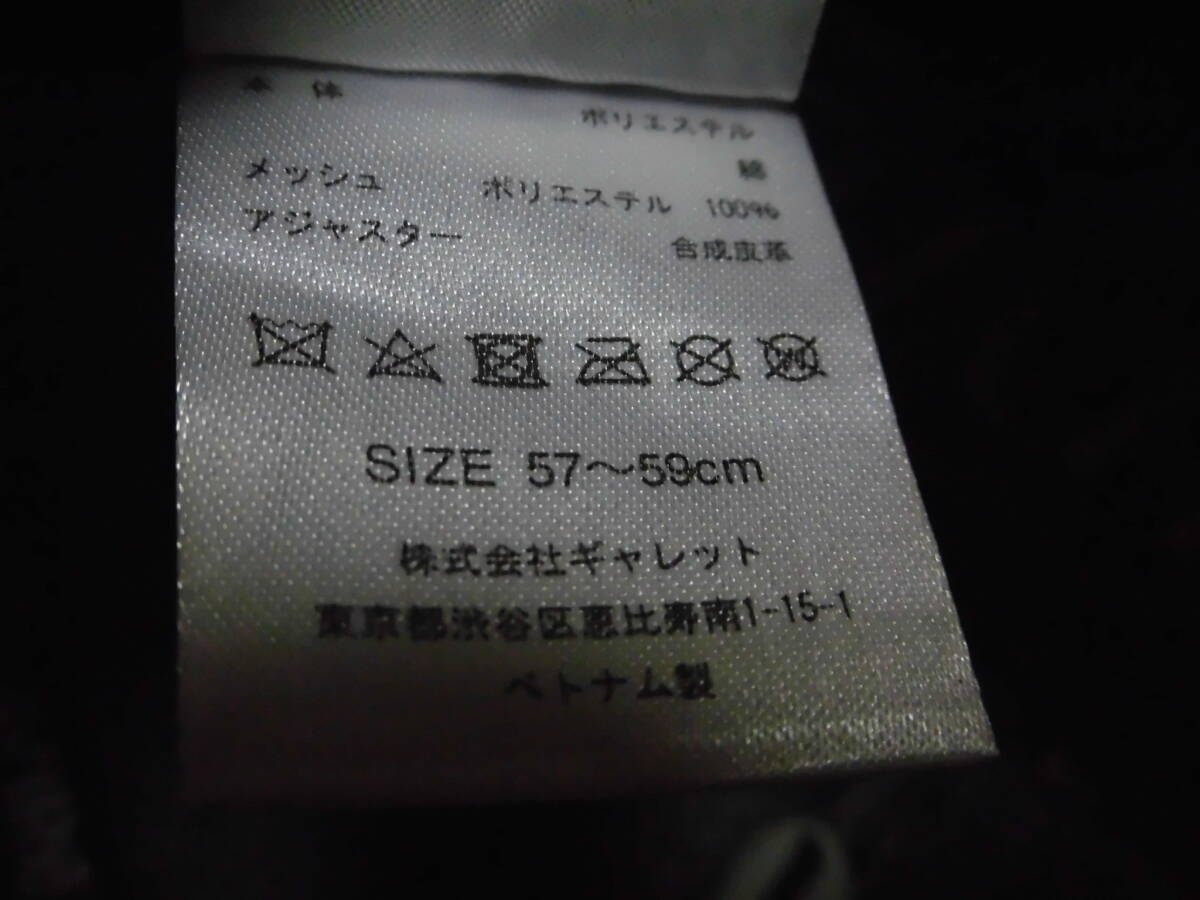 本 体 ポリエステル
綿
メッシュ ポリエステル 100%
アジャスター 合成皮革
SIZE 57～59cm
株式会社ギャレット
東京都渋谷区恵比寿南1-15-1
ベトナム製